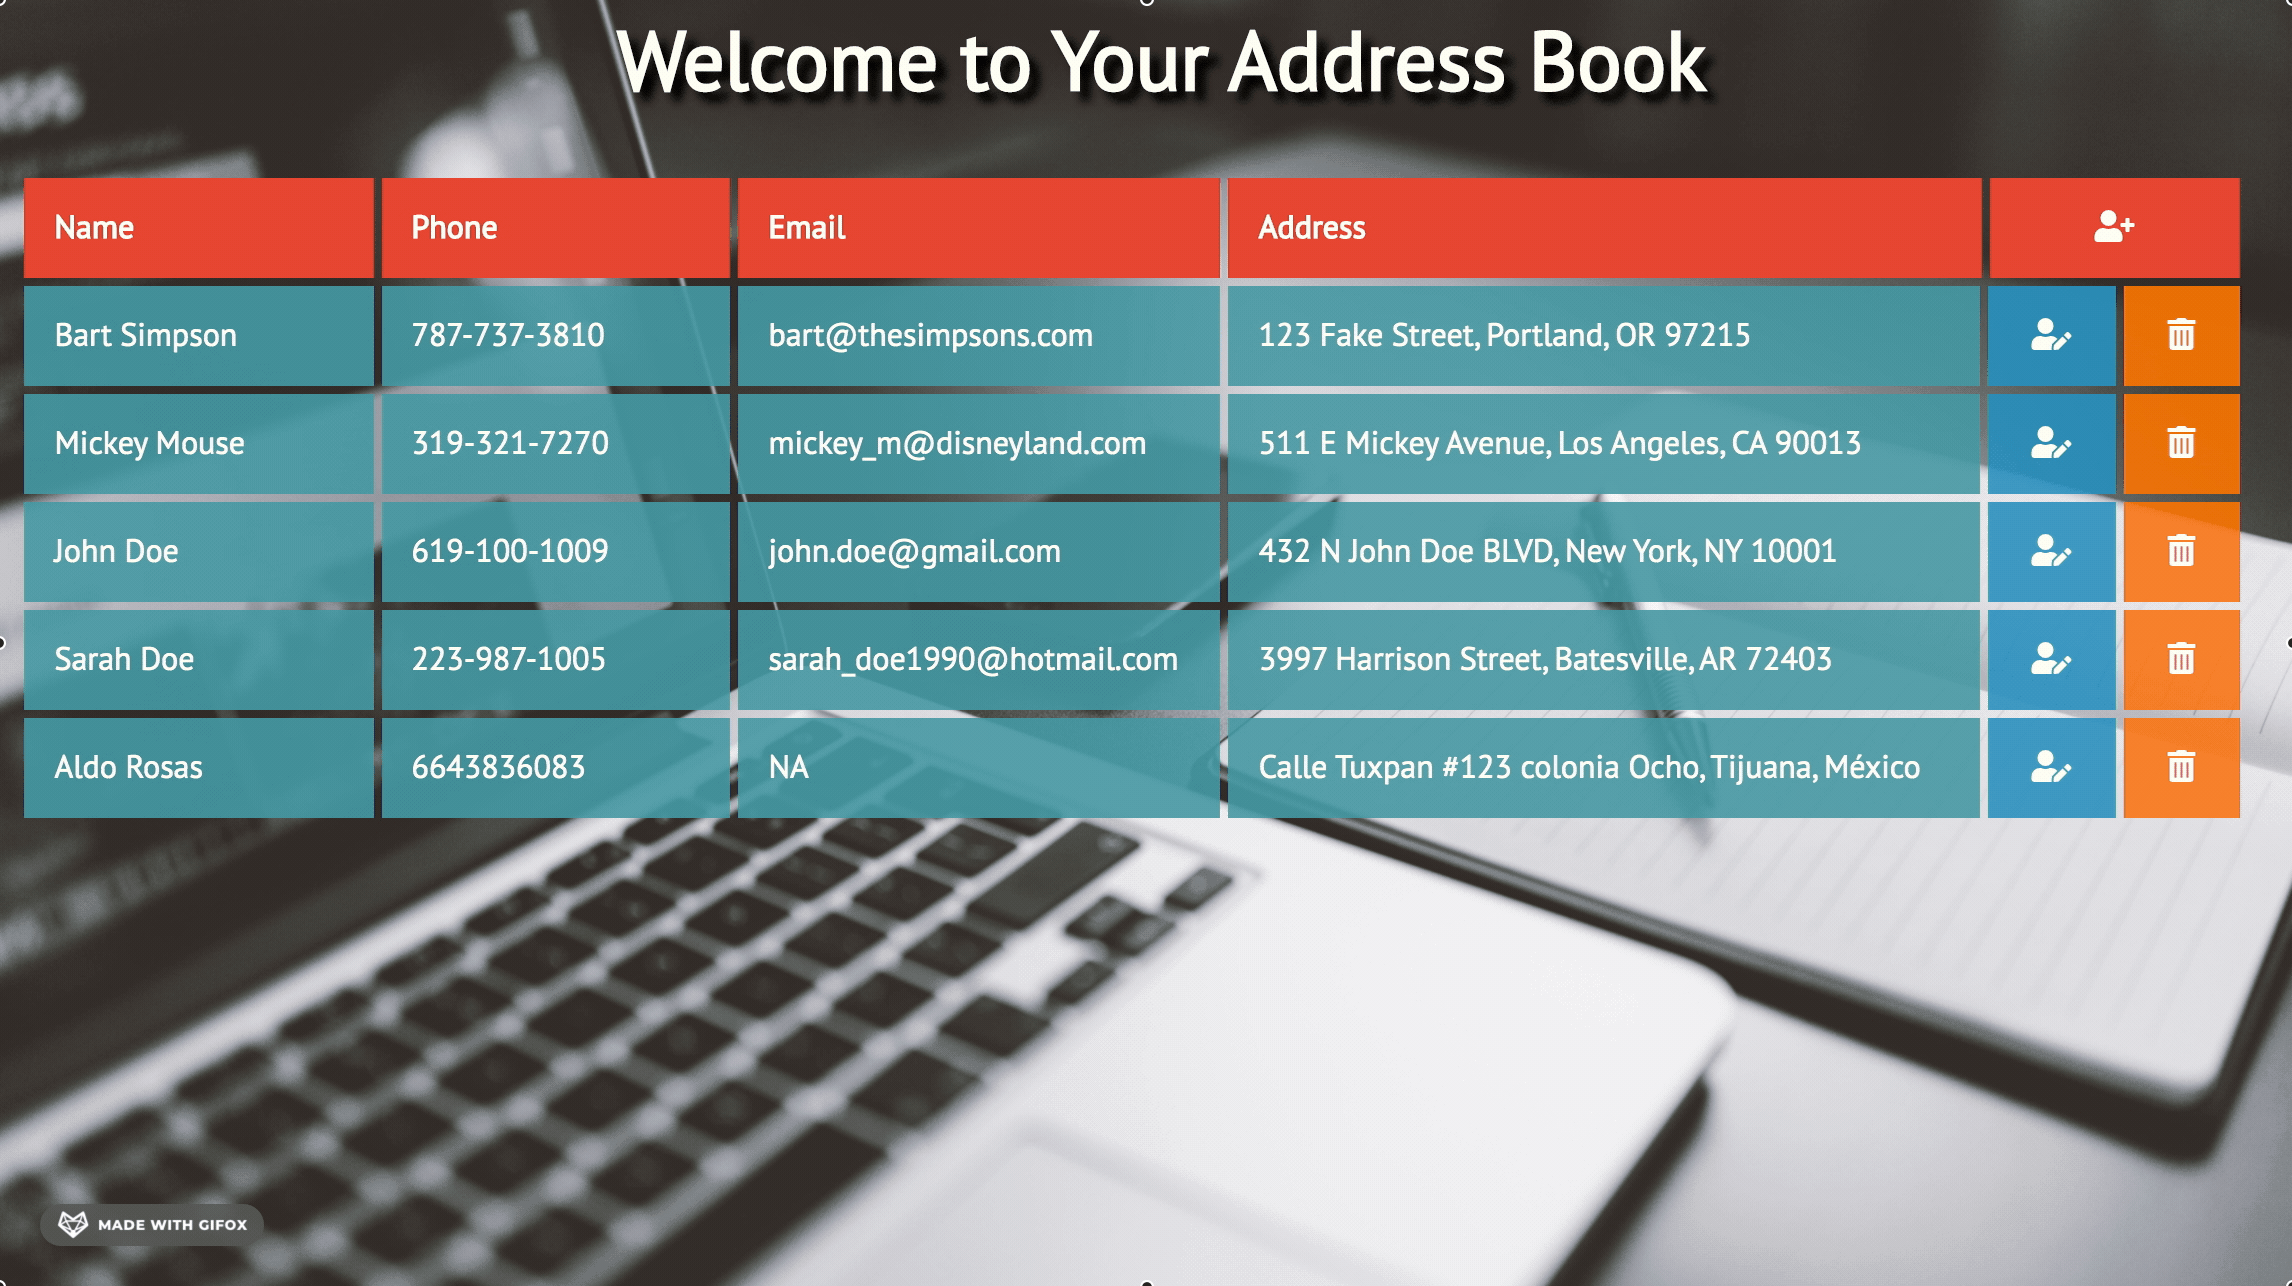 Welcome to Your Address Book
Name Phone Email Address
Bart Simpson 787-737-3810 bart@thesimpsons.com 123 Fake Street, Portland, OR 97215
Mickey Mouse 319-321-7270 mickey_m@disneyland.com 511 E Mickey Avenue, Los Angeles, CA 90013
John Doe 619-100-1009 john.doe@gmail.com 432 N John Doe BLVD, New York, NY 10001
Sarah Doe 223-987-1005 sarah_doe1990@hotmail.com 3997 Harrison Street, Batesville, AR 72403
Aldo Rosas 6643836083 NA Calle Tuxpan #123 colonia Ocho, Tijuana, México
MADE WITH GIFOX